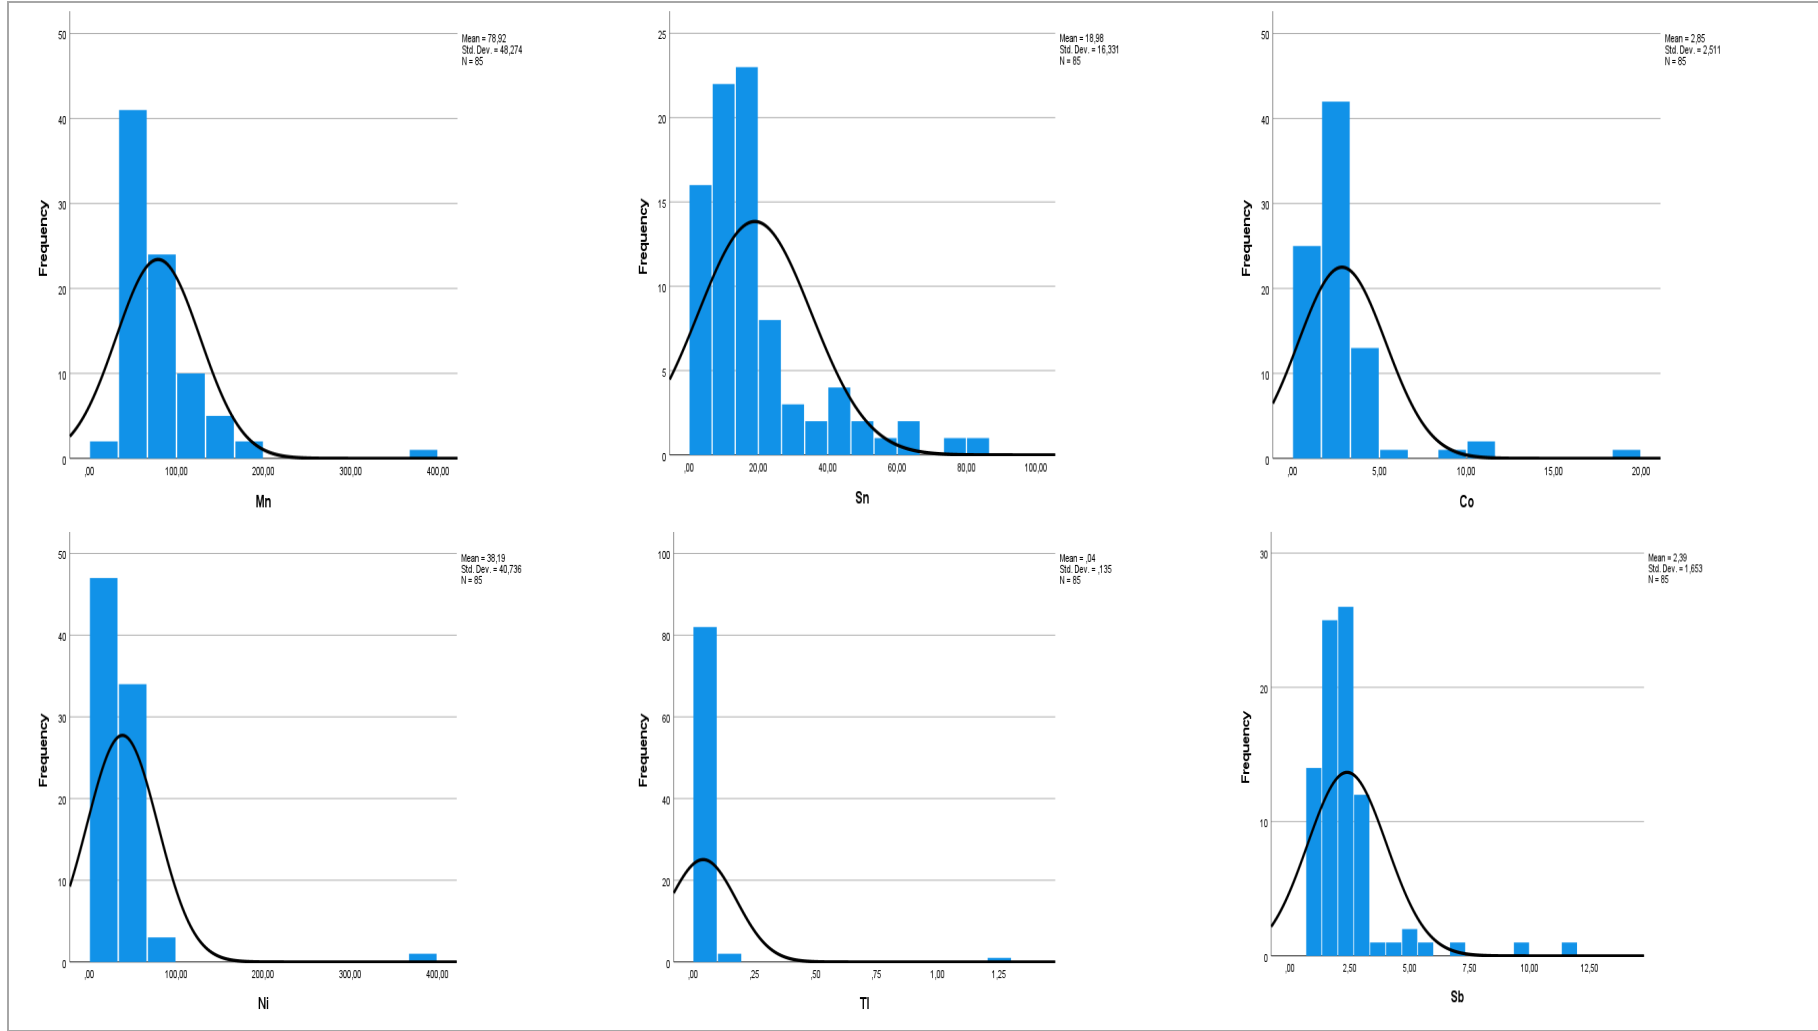 50
40
30
20
10
0
Frequency
,00
100,00
200,00
300,00
400,00
Mn
Mean = 78,92
Std. Dev. = 48,274
N = 85
25
20
15
10
5
0
Frequency
,00
20,00
40,00
60,00
80,00
100,00
Sn
Mean = 18,98
Std. Dev. = 16,331
N = 85
50
40
30
20
10
0
Frequency
,00
5,00
10,00
15,00
20,00
Co
Mean = 2,85
Std. Dev. = 2,511
N = 85
50
40
30
20
10
0
Frequency
,00
100,00
200,00
300,00
400,00
Ni
Mean = 38,19
Std. Dev. = 40,736
N = 85
100
80
60
40
20
0
Frequency
,00
,25
,50
,75
1,00
1,25
Tl
Mean = ,04
Std. Dev. = ,135
N = 85
30
20
10
0
Frequency
,00
2,50
5,00
7,50
10,00
12,50
Sb
Mean = 2,39
Std. Dev. = 1,653
N = 85